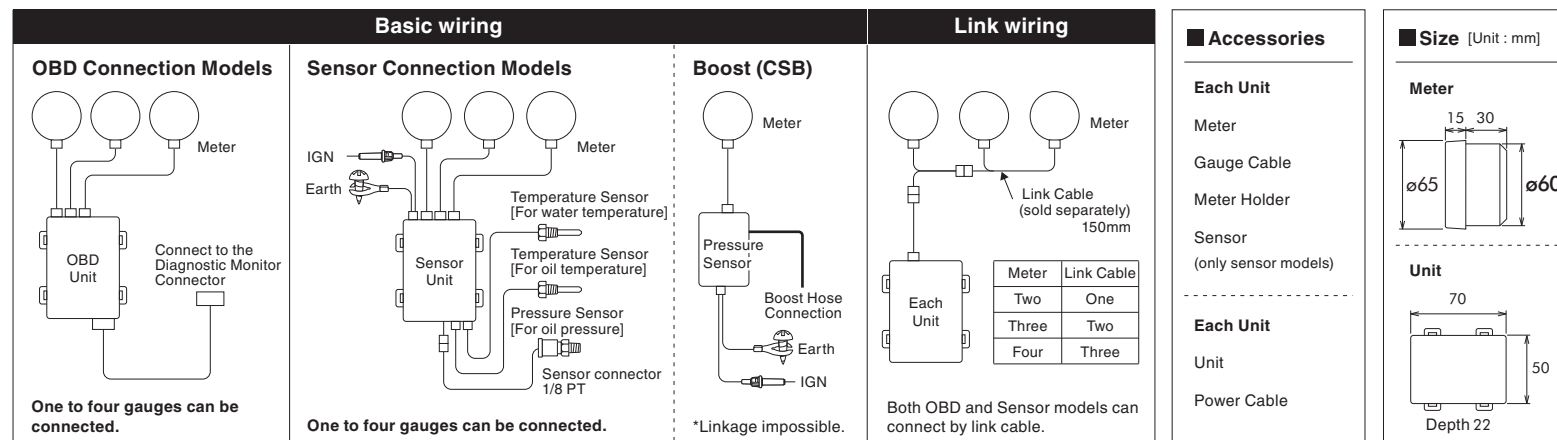 Basic wiring
OBD Connection Models
Meter
OBD
Unit
Connect to the
Diagnostic Monitor
Connector
One to four gauges can be
connected.
Sensor Connection Models
IGN
Earth
Meter
Temperature Sensor
[For water temperature]
Temperature Sensor
[For oil temperature]
Sensor
Unit
Pressure Sensor
[For oil pressure]
Sensor connector
1/8 PT
One to four gauges can be connected.
Boost (CSB)
Meter
Pressure
Sensor
Boost Hose
Connection
Earth
IGN
*Linkage impossible.
Link wiring
Meter
Link Cable
(sold separately)
150mm
Each
Unit
Meter Link Cable
Two One
Three Two
Four Three
Both OBD and Sensor models can
connect by link cable.
■ Accessories
Each Unit
Meter
Gauge Cable
Meter Holder
Sensor
(only sensor models)
Each Unit
Unit
Power Cable
■ Size [Unit : mm]
Meter
15 30
ø65 ø60
Unit
70
50
Depth 22